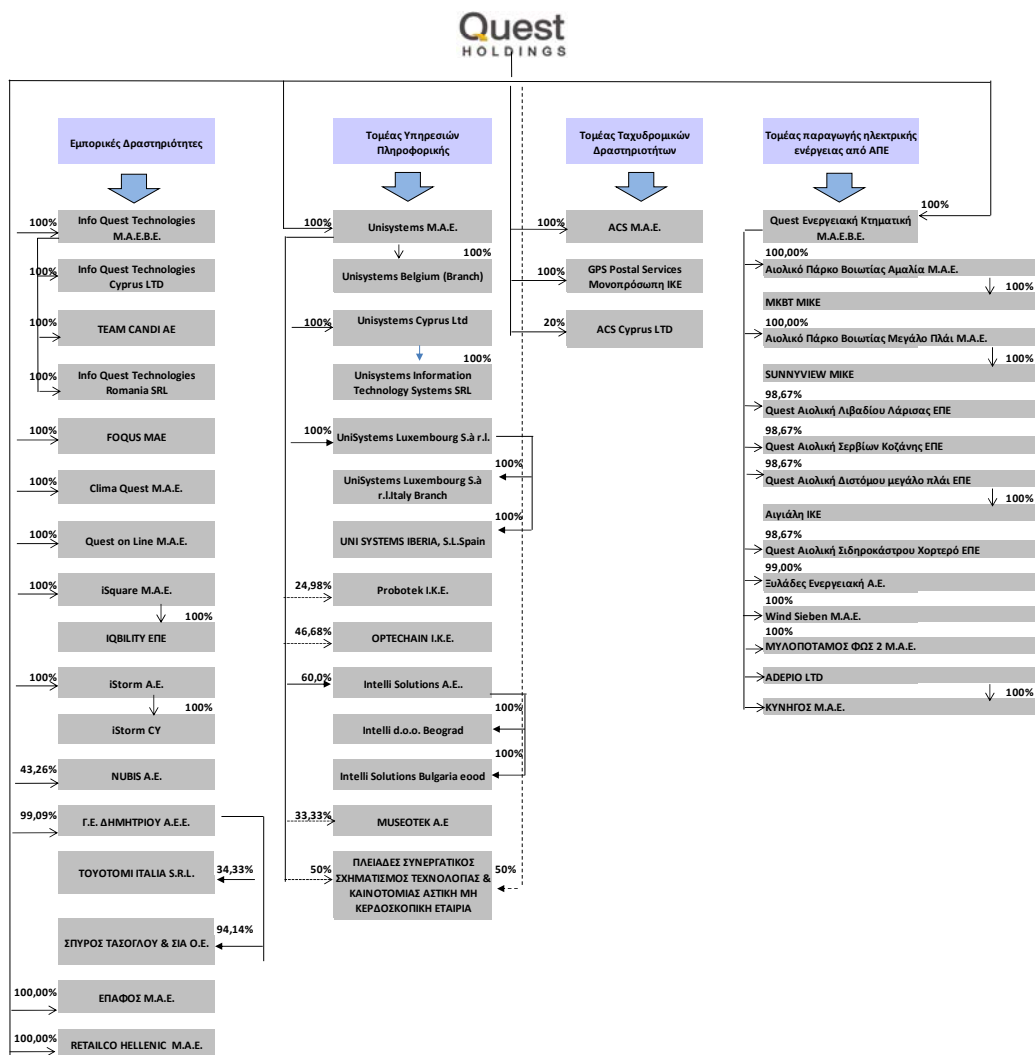 Quest
HOLDINGS
Εμπορικές Δραστηριότητες
100%
Info Quest Technologies
Μ.Α.Ε.Β.Ε.
100%
Info Quest Technologies
Cyprus LTD
100%
TEAM CANDI AE
100%
Info Quest Technologies
Romania SRL
100%
FOQUS MAE
100%
Clima Quest M.A.E.
100%
Quest on Line M.A.E.
100%
iSquare M.A.E.
100%
IQBILITY ΕΠΕ
100%
iStorm A.E.
100%
iStorm CY
43,26%
NUBIS A.E.
99,09%
Γ.Ε. ΔΗΜΗΤΡΙΟΥ Α.Ε.Ε.
TOYOTOMI ITALIA S.R.L.
34,33%
94,14%
ΣΠΥΡΟΣ ΤΑΣΟΓΛΟΥ & ΣΙΑ Ο.Ε.
100,00%
ΕΠΑΦΟΣ Μ.Α.Ε.
100,00%
RETAILCO HELLENIC M.A.E.
Τομέας Υπηρεσιών
Πληροφορικής
100%
Unisystems M.A.E.
100%
Unisystems Belgium (Branch)
100%
Unisystems Cyprus Ltd
100%
Unisystems Information
Technology Systems SRL
100%
UniSystems Luxembourg S.à r.l.
100%
UniSystems Luxembourg S.à
r.l.Italy Branch
100%
UNI SYSTEMS IBERIA, S.L.Spain
24,98%
Probotek I.K.E.
46,68%
OPTECHAIN I.K.E.
60,0%
Intelli Solutions A.E..
100%
Intelli d.o.o. Beograd
100%
Intelli Solutions Bulgaria eood
33,33%
MUSEOTEK A.E
50%
ΠΛΕΙΑΔΕΣ ΣΥΝΕΡΓΑΤΙΚΟΣ
ΣΧΗΜΑΤΙΣΜΟΣ ΤΕΧΝΟΛΟΓΙΑΣ &
ΚΑΙΝΟΤΟΜΙΑΣ ΑΣΤΙΚΗ ΜΗ
ΚΕΡΔΟΣΚΟΠΙΚΗ ΕΤΑΙΡΙΑ
50%
Τομέας Ταχυδρομικών
Δραστηριοτήτων
100%
ACS M.A.E.
100%
GPS Postal Services
Μονοπρόσωπη ΙΚΕ
20%
ACS Cyprus LTD
Τομέας παραγωγής ηλεκτρικής
ενέργειας από ΑΠΕ
100%
Quest Ενεργειακή Κτηματική
Μ.Α.Ε.Β.Ε.
100,00%
Αιολικό Πάρκο Βοιωτίας Αμαλία Μ.Α.Ε.
100%
MKBT MIKE
100,00%
Αιολικό Πάρκο Βοιωτίας Μεγάλο Πλάι Μ.Α.Ε.
100%
SUNNYVIEW MIKE
98,67%
Quest Αιολική Λιβαδίου Λάρισας ΕΠΕ
98,67%
Quest Αιολική Σερβίων Κοζάνης ΕΠΕ
98,67%
Quest Αιολική Διστόμου μεγάλο πλάι ΕΠΕ
100%
Αιγιάλη ΙΚΕ
98,67%
Quest Αιολική Σιδηροκάστρου Χορτερό ΕΠΕ
99,00%
Ξυλάδες Ενεργειακή Α.Ε.
100%
Wind Sieben M.A.E.
100%
ΜΥΛΟΠΟΤΑΜΟΣ ΦΩΣ 2 Μ.Α.Ε.
ADEPIO LTD
100%
ΚΥΝΗΓΟΣ Μ.Α.Ε.